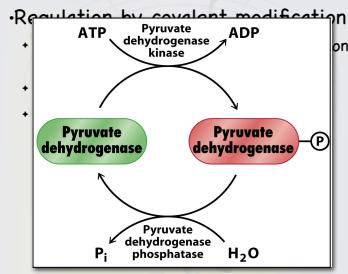 •Regulation by covalent modification
on
ATP
Pyruvate
dehydrogenase
kinase
ADP
Pyruvate
dehydrogenase
Pyruvate
dehydrogenase
P
Pi
Pyruvate
dehydrogenase
phosphatase
H2O